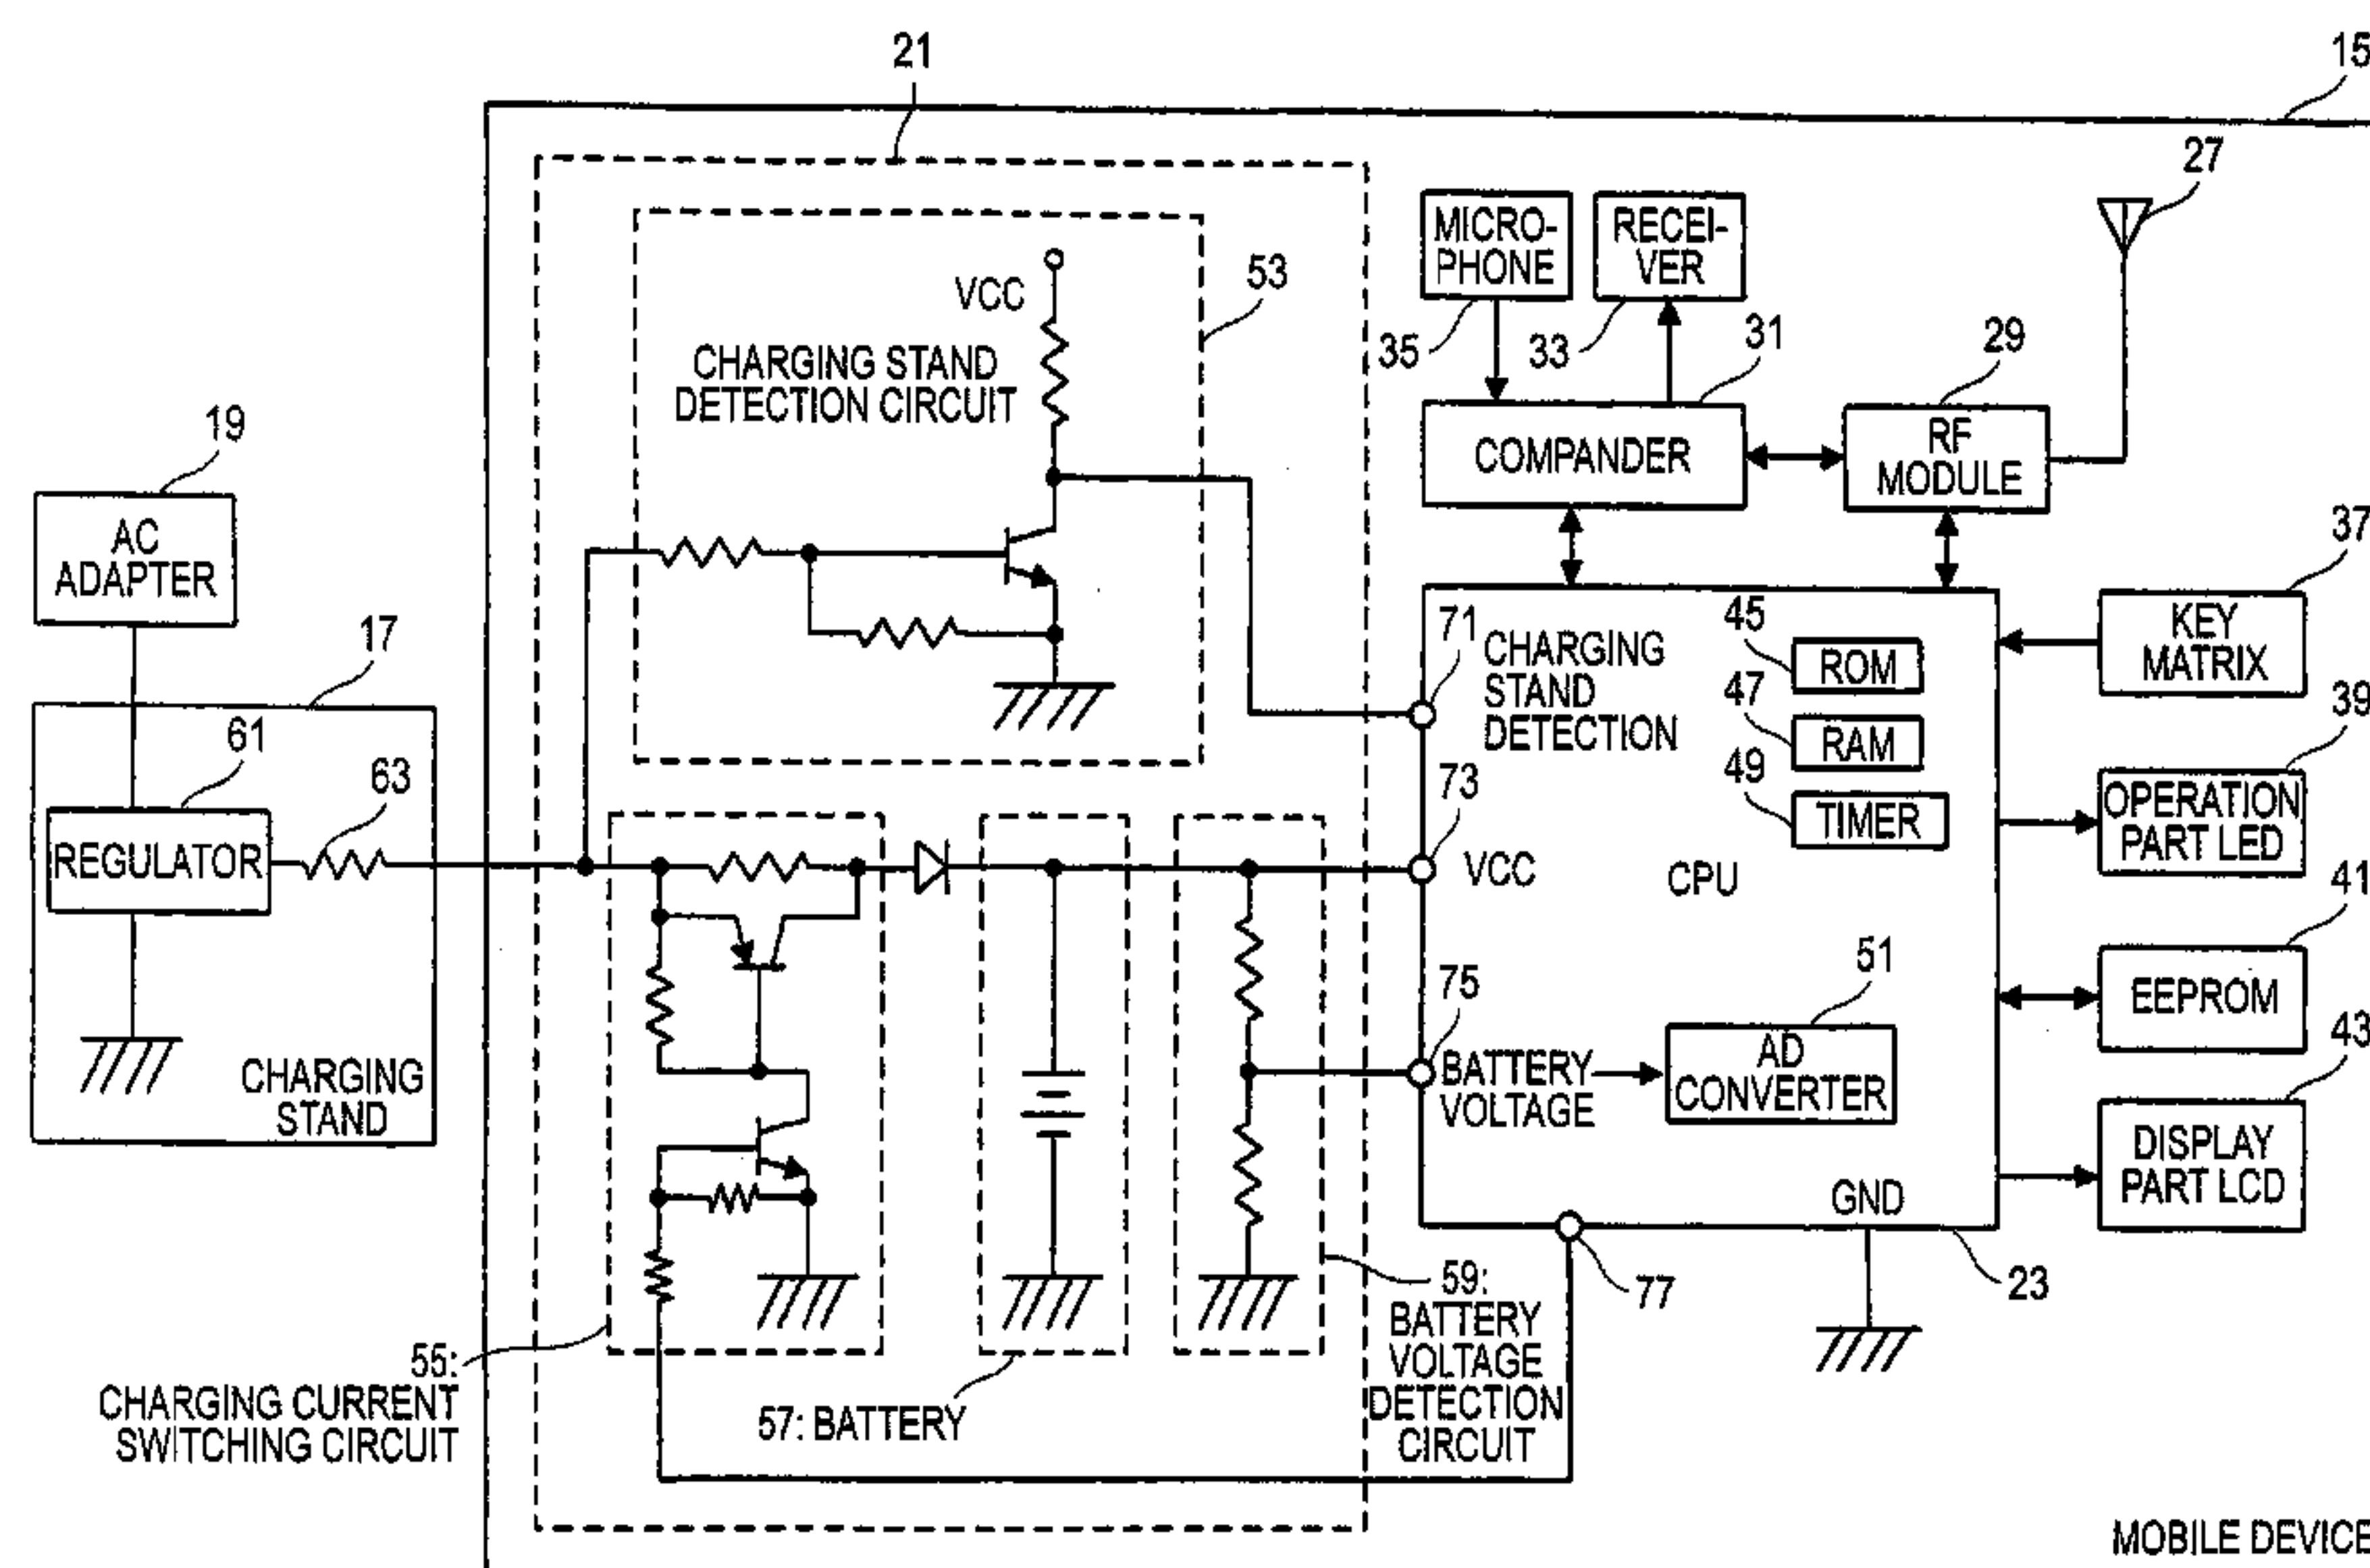 21
15
27
MICRO-
PHONE
RECEI-
VER
53
VCC
35
33
31
29
CHARGING STAND
DETECTION CIRCUIT
19
COMPANDER
RF
MODULE
AC
ADAPTER
37
17
71
CHARGING
STAND
DETECTION
45
ROM
KEY
MATRIX
61
63
47
RAM
39
73
49
TIMER
OPERATION
PART LED
REGULATOR
VCC
CPU
41
75
51
EEPROM
BATTERY
VOLTAGE
AD
CONVERTER
43
CHARGING
STAND
DISPLAY
PART LCD
GND
77
23
59:
BATTERY
VOLTAGE
DETECTION
CIRCUIT
55:
CHARGING CURRENT
SWITCHING CIRCUIT
57: BATTERY
MOBILE DEVICE